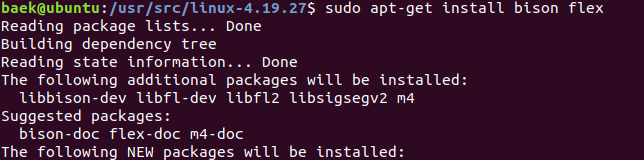 baek@ubuntu:/usr/src/linux-4.19.27$ sudo apt-get install bison flex
Reading package lists... Done
Building dependency tree
Reading state information... Done
The following additional packages will be installed:
  libbison-dev libfl-dev libfl2 libsigsegv2 m4
Suggested packages:
  bison-doc flex-doc m4-doc
The following NEW packages will be installed: